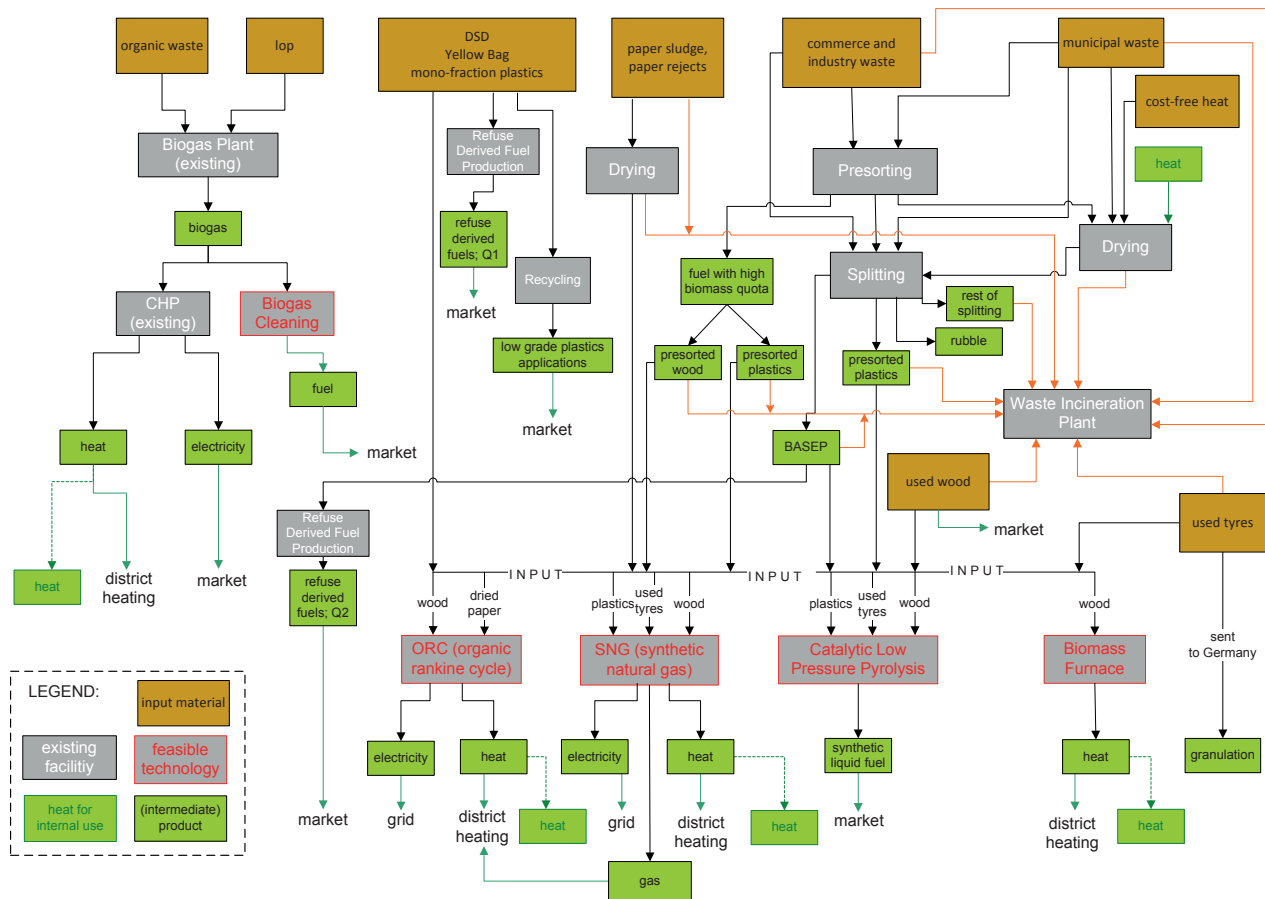 organic waste
lop
DSD
Yellow Bag
mono-fraction plastics
paper sludge,
paper rejects
commerce and
industry waste
municipal waste
cost-free heat
Biogas Plant
(existing)
Refuse
Derived Fuel
Production
Drying
Presorting
heat
biogas
refuse
derived
fuels; Q1
Recycling
fuel with high
biomass quota
Splitting
Drying
CHP
(existing)
Biogas
Cleaning
market
rest of
splitting
rubble
low grade plastics
applications
presorted
wood
presorted
plastics
presorted
plastics
fuel
Waste Incineration
Plant
market
heat
electricity
market
BASEP
used wood
market
used tyres
Refuse
Derived Fuel
Production
heat
district
heating
market
refuse
derived
fuels; Q2
INPUT
INPUT
INPUT
wood
dried
paper
plastics
used
tyres
wood
plastics
used
tyres
wood
wood
sent
to Germany
ORC (organic
rankine cycle)
SNG (synthetic
natural gas)
Catalytic Low
Pressure Pyrolysis
Biomass
Furnace
LEGEND:
input material
existing
facilitiy
feasible
technology
heat for
internal use
(intermediate)
product
electricity
heat
electricity
heat
synthetic
liquid fuel
heat
granulation
market
grid
district
heating
heat
grid
district
heating
heat
market
district
heating
heat
gas